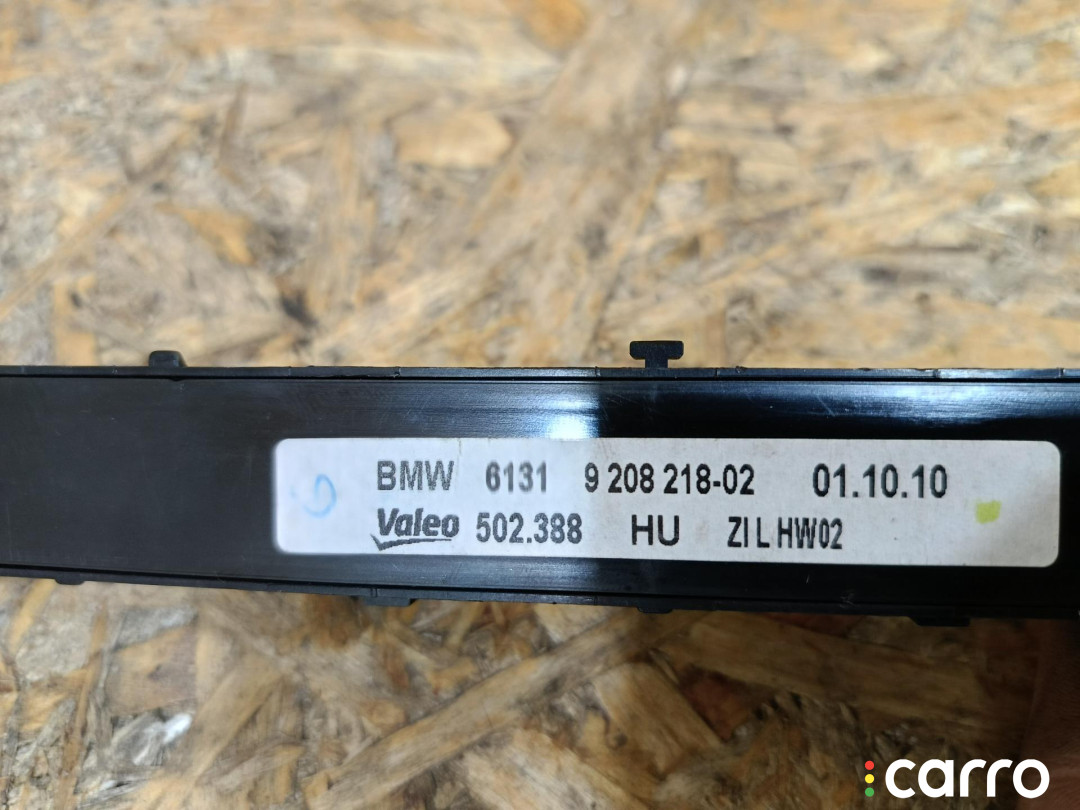 BMW 6131 9 208 218-02 01.10.10
Valeo 502.388 HU ZI L HW02
carro